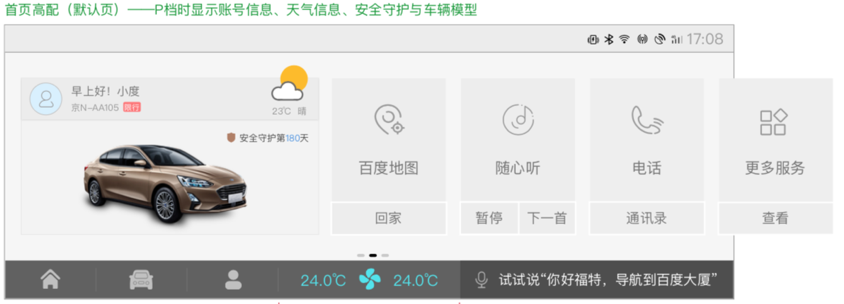 首页高配（默认页）——P档时显示账号信息、天气信息、安全守护与车辆模型
17:08
早上好！小度
京N-AA105 限行
23℃ 晴
安全守护第180天
百度地图
随心听
电话
更多服务
回家
暂停
下一首
通讯录
查看
24.0℃
24.0℃
试试说“你好福特，导航到百度大厦”